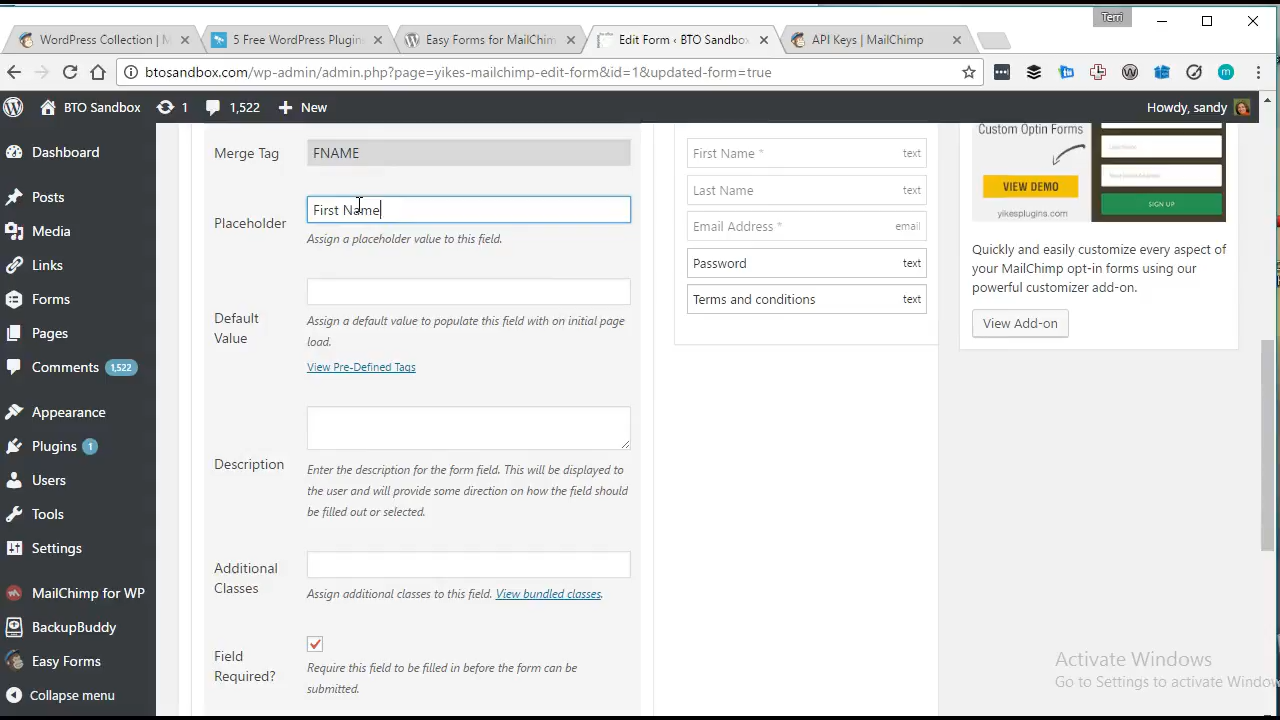 Terri
WordPress Collection | M
5 Free WordPress Plugin
Easy Forms for MailChim
Edit Form ‹ BTO Sandbo
API Keys | MailChimp
btosandbox.com/wp-admin/admin.php?page=yikes-mailchimp-edit-form&id=1&updated-form=true
BTO Sandbox
1
1,522
New
Howdy, sandy
Dashboard
Posts
Media
Links
Forms
Pages
Comments 1,522
Appearance
Plugins 1
Users
Tools
Settings
MailChimp for WP
BackupBuddy
Easy Forms
Collapse menu
Merge Tag
FNAME
Placeholder
First Name
Assign a placeholder value to this field.
Default
Value
Assign a default value to populate this field with on initial page
load.
View Pre-Defined Tags
Description
Enter the description for the form field. This will be displayed to
the user and will provide some direction on how the field should
be filled out or selected.
Additional
Classes
Assign additional classes to this field. View bundled classes.
Field
Required?
Require this field to be filled in before the form can be
submitted.
First Name * text
Last Name text
Email Address * email
Password text
Terms and conditions text
Custom Optin Forms
VIEW DEMO
yikesplugins.com
SIGN UP
Quickly and easily customize every aspect of
your MailChimp opt-in forms using our
powerful customizer add-on.
View Add-on
Activate Windows
Go to Settings to activate Window